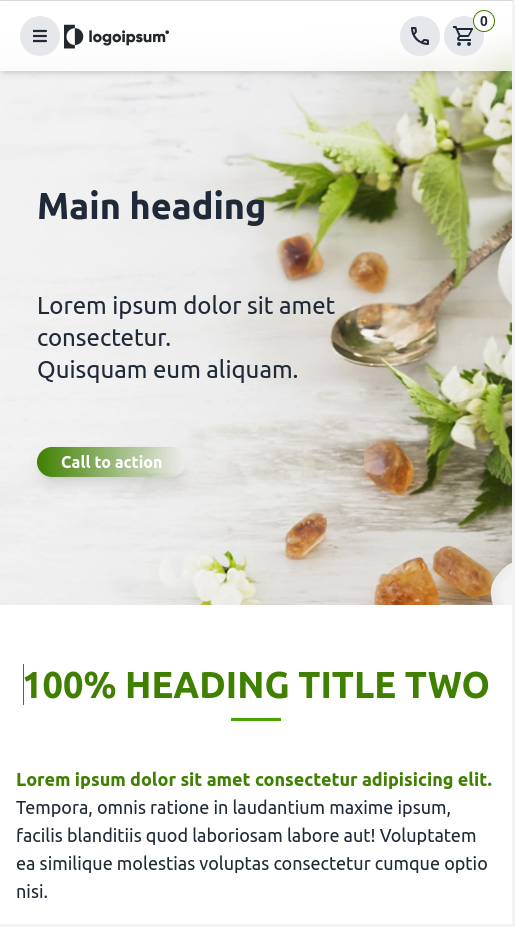 logoipsum
0
Main heading
Lorem ipsum dolor sit amet
consectetur.
Quisquam eum aliquam.
Call to action
100% HEADING TITLE TWO
Lorem ipsum dolor sit amet consectetur adipisicing elit.
Tempora, omnis ratione in laudantium maxime ipsum,
facilis blanditiis quod laboriosam labore aut! Voluptatem
ea similique molestias voluptas consectetur cumque optio
nisi.